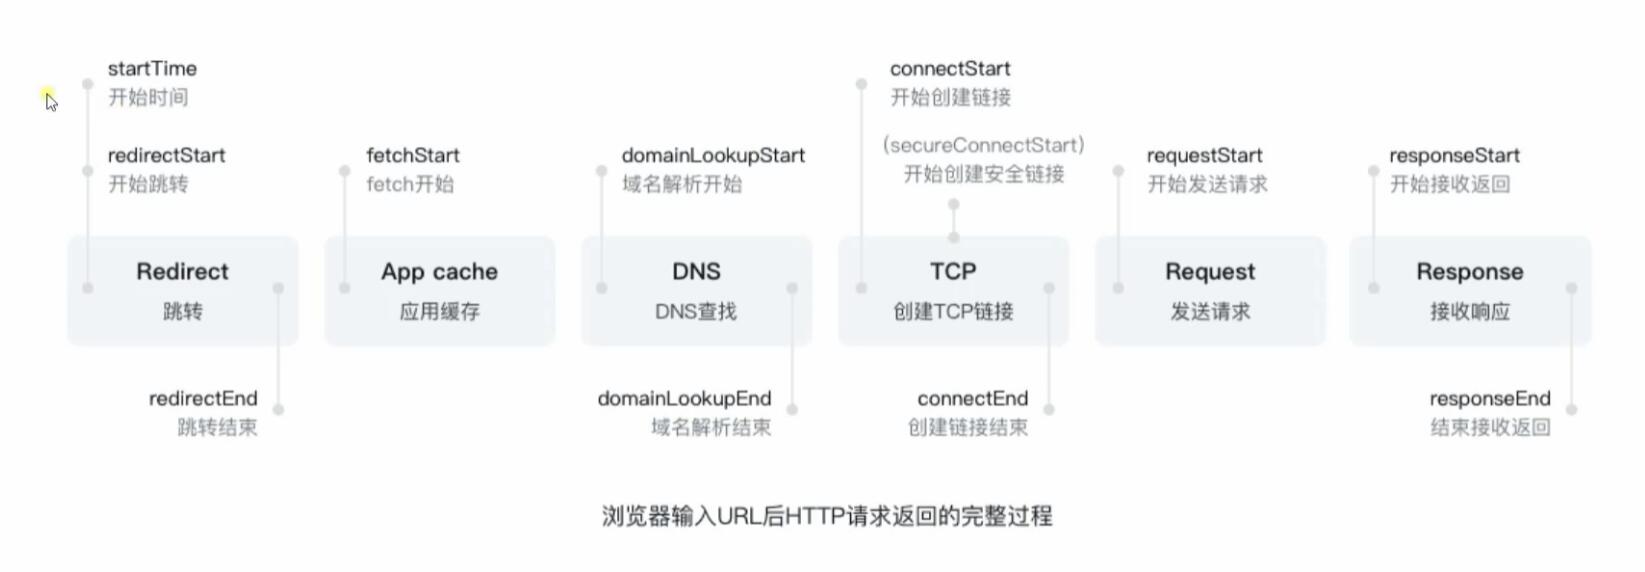 startTime
开始时间
redirectStart
开始跳转
fetchStart
fetch开始
domainLookupStart
域名解析开始
connectStart
开始创建链接
(secureConnectStart)
开始创建安全链接
requestStart
开始发送请求
responseStart
开始接收返回
Redirect
跳转
App cache
应用缓存
DNS
DNS查找
TCP
创建TCP链接
Request
发送请求
Response
接收响应
redirectEnd
跳转结束
domainLookupEnd
域名解析结束
connectEnd
创建链接结束
responseEnd
结束接收返回
浏览器输入URL后HTTP请求返回的完整过程